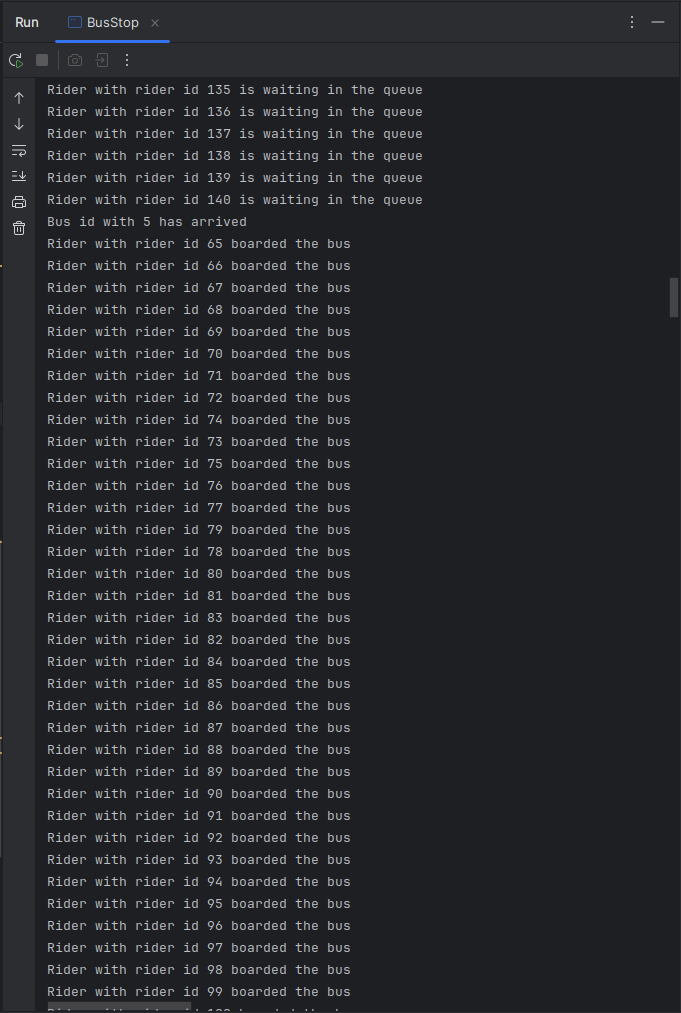 Run BusStop
Rider with rider id 135 is waiting in the queue
Rider with rider id 136 is waiting in the queue
Rider with rider id 137 is waiting in the queue
Rider with rider id 138 is waiting in the queue
Rider with rider id 139 is waiting in the queue
Rider with rider id 140 is waiting in the queue
Bus id with 5 has arrived
Rider with rider id 65 boarded the bus
Rider with rider id 66 boarded the bus
Rider with rider id 67 boarded the bus
Rider with rider id 68 boarded the bus
Rider with rider id 69 boarded the bus
Rider with rider id 70 boarded the bus
Rider with rider id 71 boarded the bus
Rider with rider id 72 boarded the bus
Rider with rider id 74 boarded the bus
Rider with rider id 73 boarded the bus
Rider with rider id 75 boarded the bus
Rider with rider id 76 boarded the bus
Rider with rider id 77 boarded the bus
Rider with rider id 79 boarded the bus
Rider with rider id 78 boarded the bus
Rider with rider id 80 boarded the bus
Rider with rider id 81 boarded the bus
Rider with rider id 83 boarded the bus
Rider with rider id 82 boarded the bus
Rider with rider id 84 boarded the bus
Rider with rider id 85 boarded the bus
Rider with rider id 86 boarded the bus
Rider with rider id 87 boarded the bus
Rider with rider id 88 boarded the bus
Rider with rider id 89 boarded the bus
Rider with rider id 90 boarded the bus
Rider with rider id 91 boarded the bus
Rider with rider id 92 boarded the bus
Rider with rider id 93 boarded the bus
Rider with rider id 94 boarded the bus
Rider with rider id 95 boarded the bus
Rider with rider id 96 boarded the bus
Rider with rider id 97 boarded the bus
Rider with rider id 98 boarded the bus
Rider with rider id 99 boarded the bus